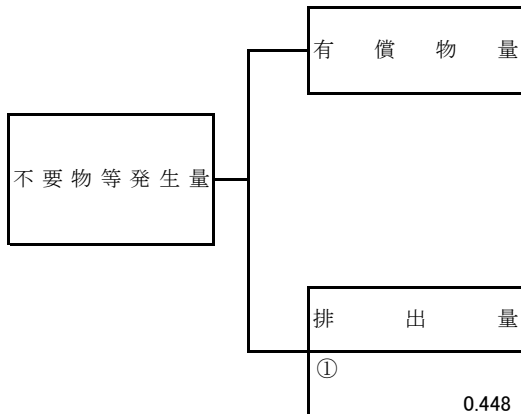 有償物量
不要物等発生量
排出量
①
0.448